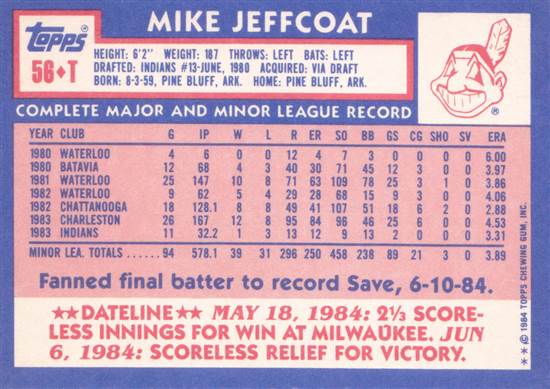 MIKE JEFFCOAT
Topps
56♦T
HEIGHT: 6'2" WEIGHT: 187 THROWS: LEFT BATS: LEFT
DRAFTED: INDIANS #13-JUNE, 1980 ACQUIRED: VIA DRAFT
BORN: 8-3-59, PINE BLUFF, ARK. HOME: PINE BLUFF, ARK.
®
COMPLETE MAJOR AND MINOR LEAGUE RECORD
YEAR CLUB G IP W L R ER SO BB GS CG SHO SV ERA
1980 WATERLOO 4 6 0 0 12 4 7 3 0 0 0 0 6.00
1980 BATAVIA 12 68 4 3 40 30 71 45 12 3 0 0 3.97
1981 WATERLOO 25 147 10 8 71 63 109 78 25 3 1 0 3.86
1982 WATERLOO 9 62 5 4 30 28 58 31 9 4 0 0 4.06
1982 CHATTANOOGA 18 128.1 8 8 49 41 107 51 18 6 2 0 2.88
1983 CHARLESTON 26 167 12 8 95 84 96 46 24 5 0 0 4.53
1983 INDIANS 11 32.2 1 3 13 12 9 13 2 0 0 0 3.31
MINOR LEA. TOTALS 94 578.1 39 31 296 250 458 238 89 21 3 0 3.89
Fanned final batter to record Save, 6-10-84.
★★DATELINE★★ MAY 18, 1984: 2⅓ SCORE-
LESS INNINGS FOR WIN AT MILWAUKEE. JUN
6, 1984: SCORELESS RELIEF FOR VICTORY.
★★ © 1984 TOPPS CHEWING GUM, INC.